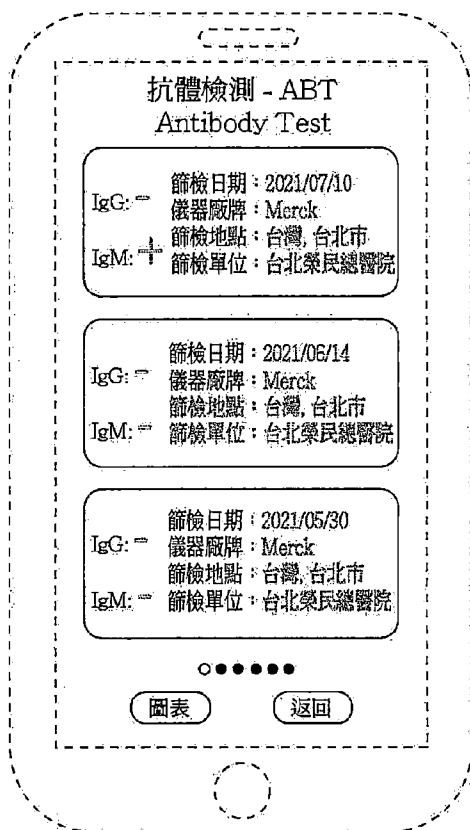 抗體檢測 - ABT
Antibody Test
IgG: -
IgM: +
篩檢日期：2021/07/10
儀器廠牌：Merck
篩檢地點：台灣, 台北市
篩檢單位：台北榮民總醫院
IgG: -
IgM: -
篩檢日期：2021/06/14
儀器廠牌：Merck
篩檢地點：台灣, 台北市
篩檢單位：台北榮民總醫院
IgG: -
IgM: -
篩檢日期：2021/05/30
儀器廠牌：Merck
篩檢地點：台灣, 台北市
篩檢單位：台北榮民總醫院
圖表
返回